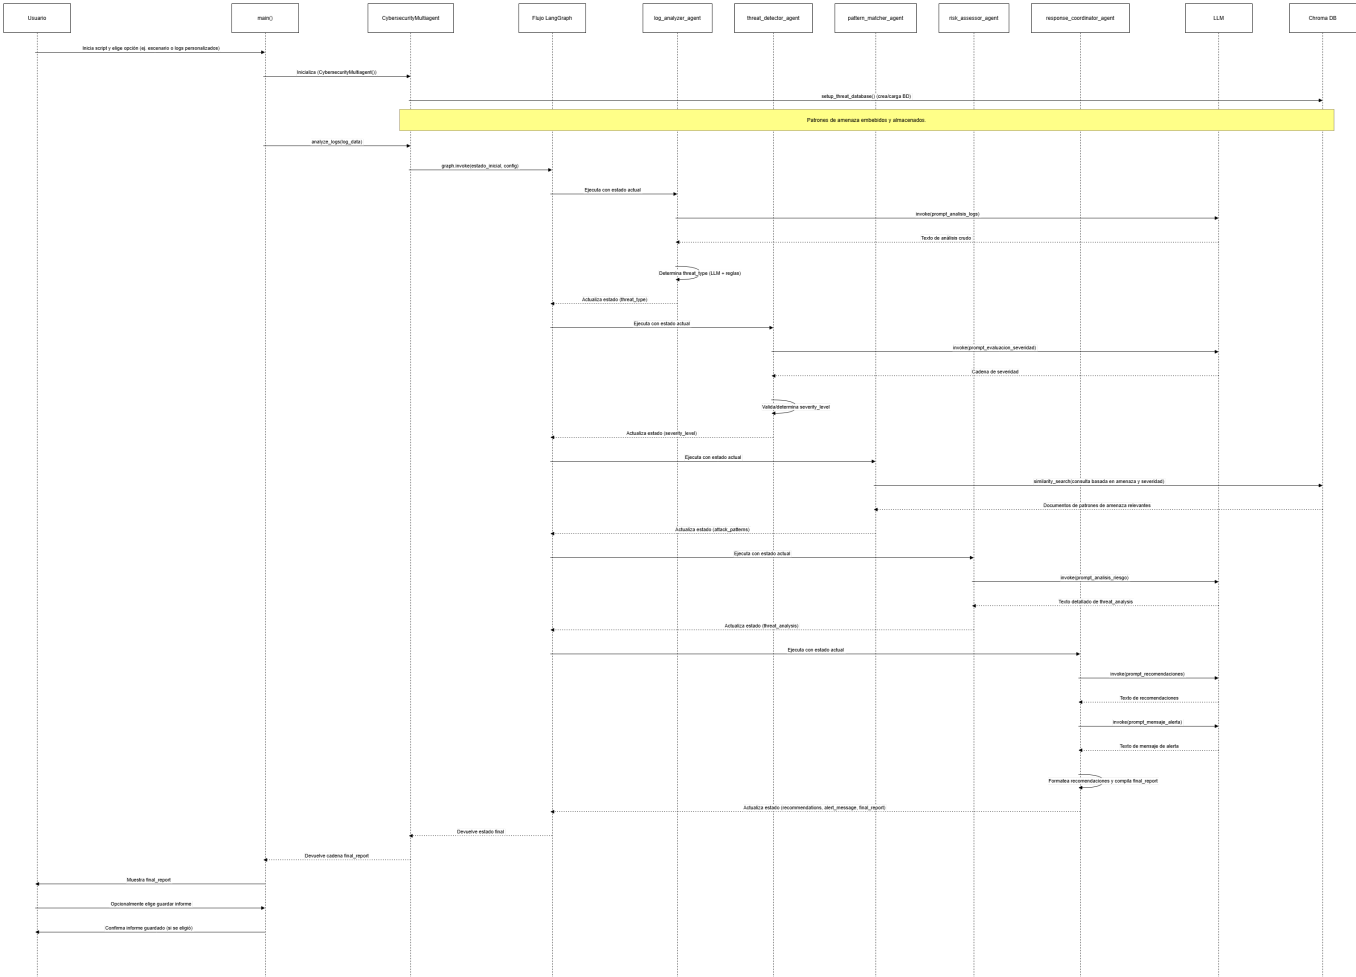 Usuario
main()
CybersecurityMultiagent
Flujo LangGraph
log_analyzer_agent
threat_detector_agent
pattern_matcher_agent
risk_assessor_agent
response_coordinator_agent
LLM
Chroma DB
Inicia script y elige opción (ej. escenario o logs personalizados)
Inicializa (CybersecurityMultiagent())
setup_threat_database() (crea/carga BD)
Patrones de amenaza embebidos y almacenados.
analyze_logs(log_data)
graph.invoke(estado_inicial, config)
Ejecuta con estado actual
invoke(prompt_analisis_logs)
Texto de análisis crudo
Determina threat_type (LLM + reglas)
Actualiza estado (threat_type)
Ejecuta con estado actual
invoke(prompt_evaluacion_severidad)
Cadena de severidad
Valida/determina severity_level
Actualiza estado (severity_level)
Ejecuta con estado actual
similarity_search(consulta basada en amenaza y severidad)
Documentos de patrones de amenaza relevantes
Actualiza estado (attack_patterns)
Ejecuta con estado actual
invoke(prompt_analisis_riesgo)
Texto detallado de threat_analysis
Actualiza estado (threat_analysis)
Ejecuta con estado actual
invoke(prompt_recomendaciones)
Texto de recomendaciones
invoke(prompt_mensaje_alerta)
Texto de mensaje de alerta
Formatea recomendaciones y compila final_report
Actualiza estado (recommendations, alert_message, final_report)
Devuelve estado final
Devuelve cadena final_report
Muestra final_report
Opcionalmente elige guardar informe
Confirma informe guardado (si se eligió)